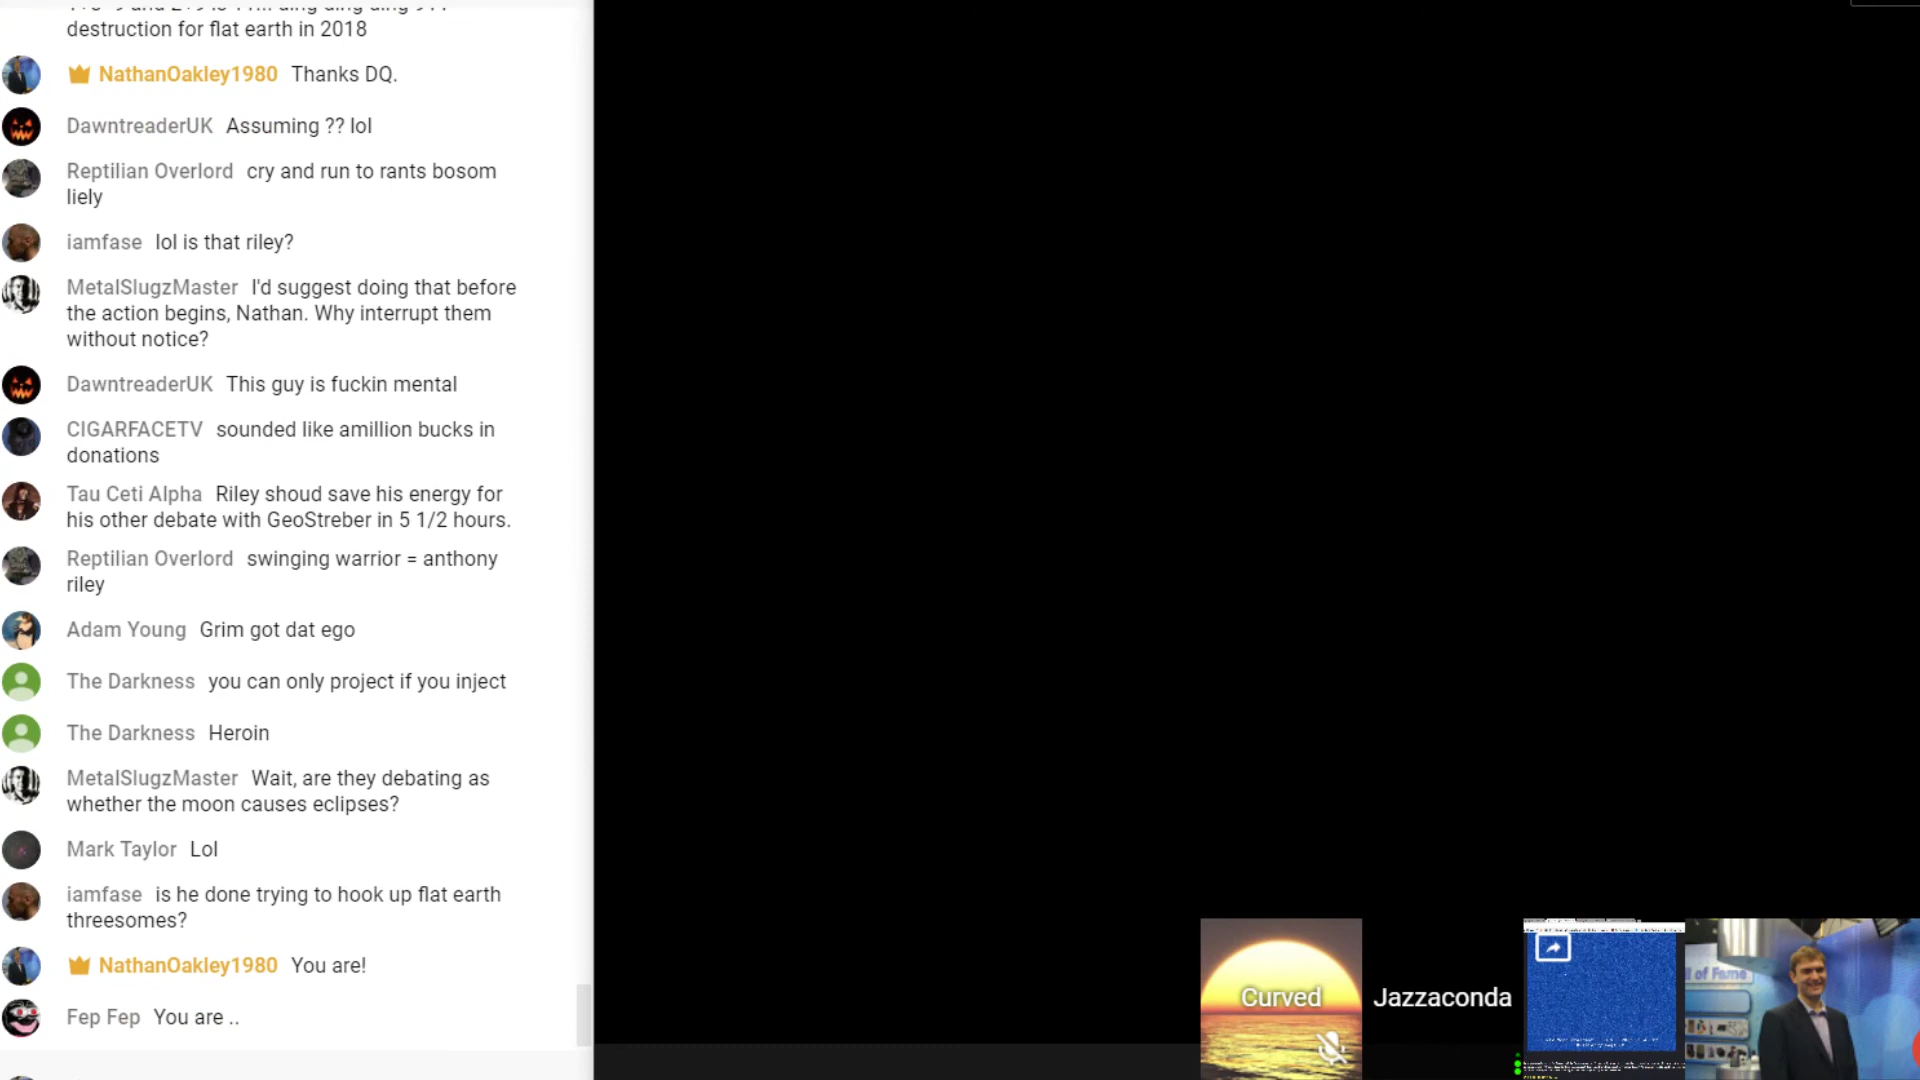 destruction for flat earth in 2018
NathanOakley1980 Thanks DQ.
DawntreaderUK Assuming ?? lol
Reptilian Overlord cry and run to rants bosom
liely
iamfase lol is that riley?
MetalSlugzMaster I'd suggest doing that before
the action begins, Nathan. Why interrupt them
without notice?
DawntreaderUK This guy is fuckin mental
CIGARFACETV sounded like amillion bucks in
donations
Tau Ceti Alpha Riley shoud save his energy for
his other debate with GeoStreber in 5 1/2 hours.
Reptilian Overlord swinging warrior = anthony
riley
Adam Young Grim got dat ego
The Darkness you can only project if you inject
The Darkness Heroin
MetalSlugzMaster Wait, are they debating as
whether the moon causes eclipses?
Mark Taylor Lol
iamfase is he done trying to hook up flat earth
threesomes?
NathanOakley1980 You are!
Fep Fep You are ..
Curved
Jazzaconda
of Fame